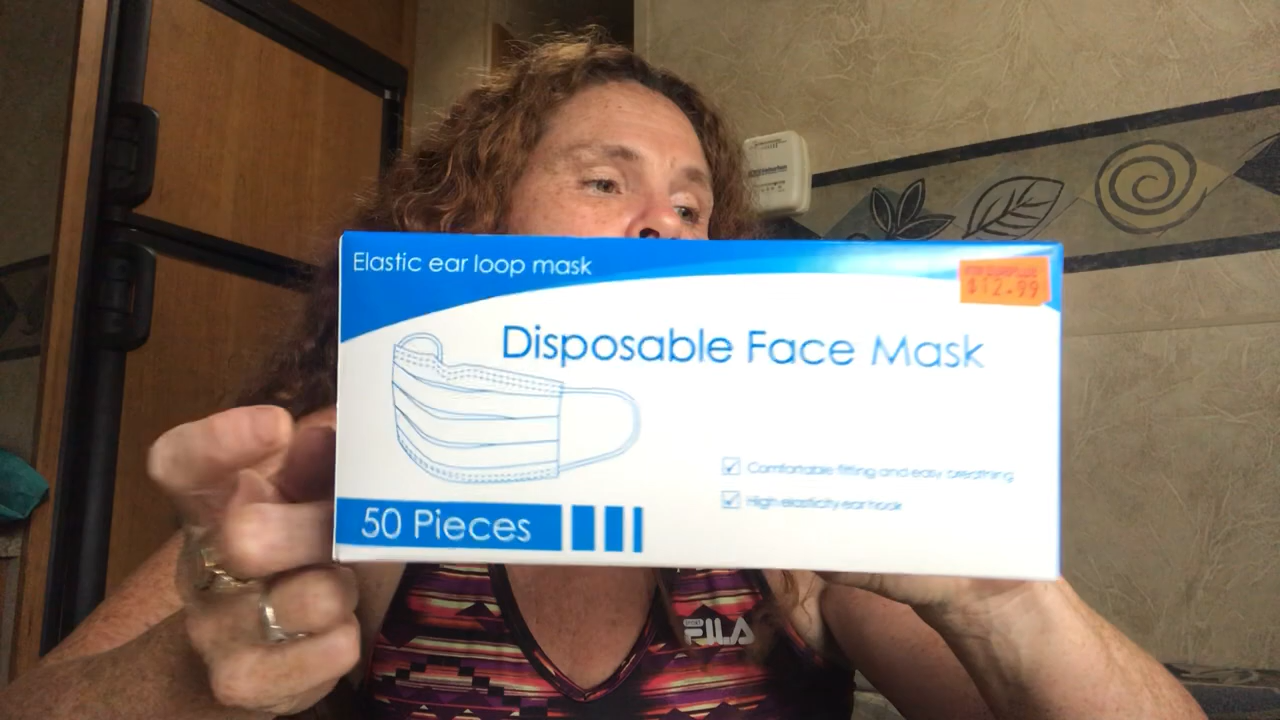 Elastic ear loop mask
$12.99
Disposable Face Mask
Comfortable fitting and easy breathing
High elasticity ear hook
50 Pieces
FILA